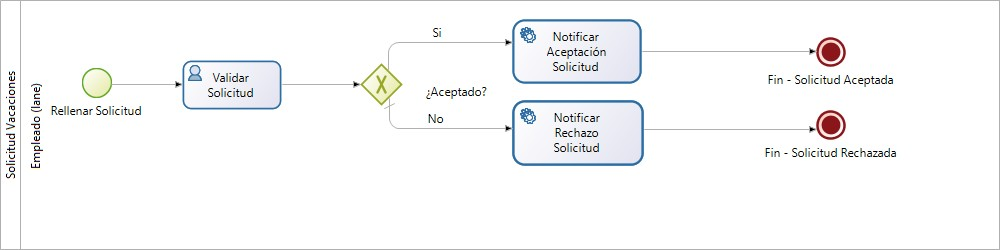 Solicitud Vacaciones
Empleado (lane)
Rellenar Solicitud
Validar
Solicitud
¿Aceptado?
Si
Notificar
Aceptación
Solicitud
Fin - Solicitud Aceptada
No
Notificar
Rechazo
Solicitud
Fin - Solicitud Rechazada